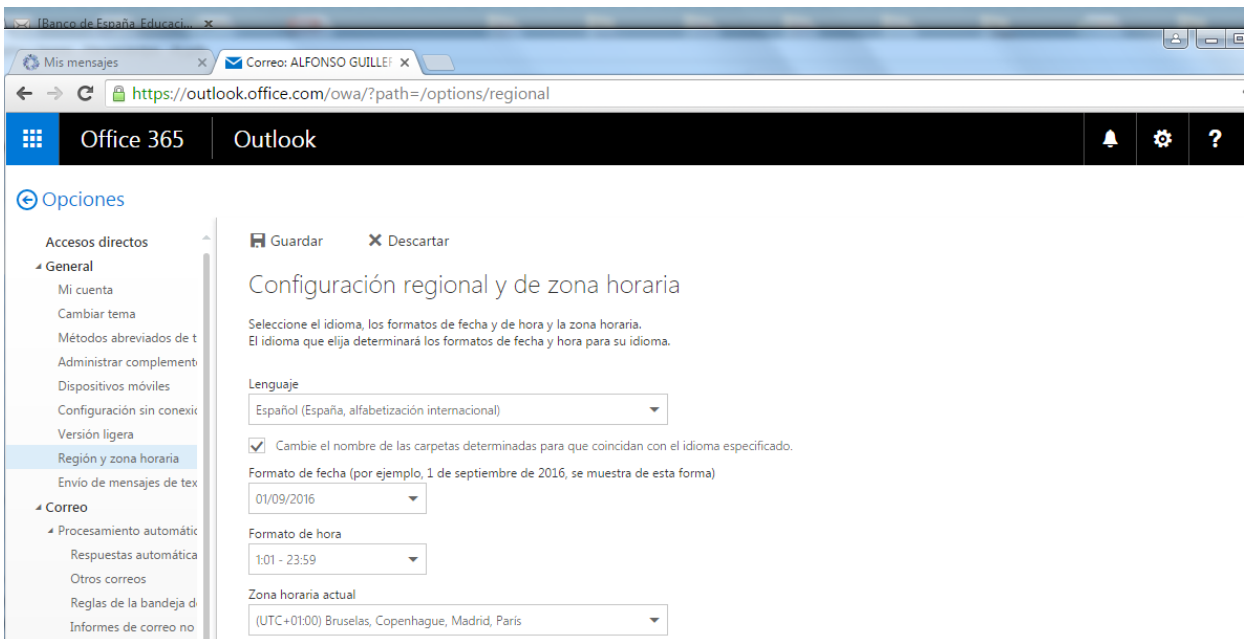 [Banco de España_Educaci... x
Mis mensajes x
Correo: ALFONSO GUILLEF x
https://outlook.office.com/owa/?path=/options/regional
Office 365 Outlook ?
Opciones
Accesos directos
General
Mi cuenta
Cambiar tema
Métodos abreviados de t
Administrar complement
Dispositivos móviles
Configuración sin conexic
Versión ligera
Región y zona horaria
Envío de mensajes de tex
Correo
Procesamiento automátic
Respuestas automática
Otros correos
Reglas de la bandeja d
Informes de correo no
Guardar Descartar
Configuración regional y de zona horaria
Seleccione el idioma, los formatos de fecha y de hora y la zona horaria.
El idioma que elija determinará los formatos de fecha y hora para su idioma.
Lenguaje
Español (España, alfabetización internacional)
Cambie el nombre de las carpetas determinadas para que coincidan con el idioma especificado.
Formato de fecha (por ejemplo, 1 de septiembre de 2016, se muestra de esta forma)
01/09/2016
Formato de hora
1:01 - 23:59
Zona horaria actual
(UTC+01:00) Bruselas, Copenhague, Madrid, París